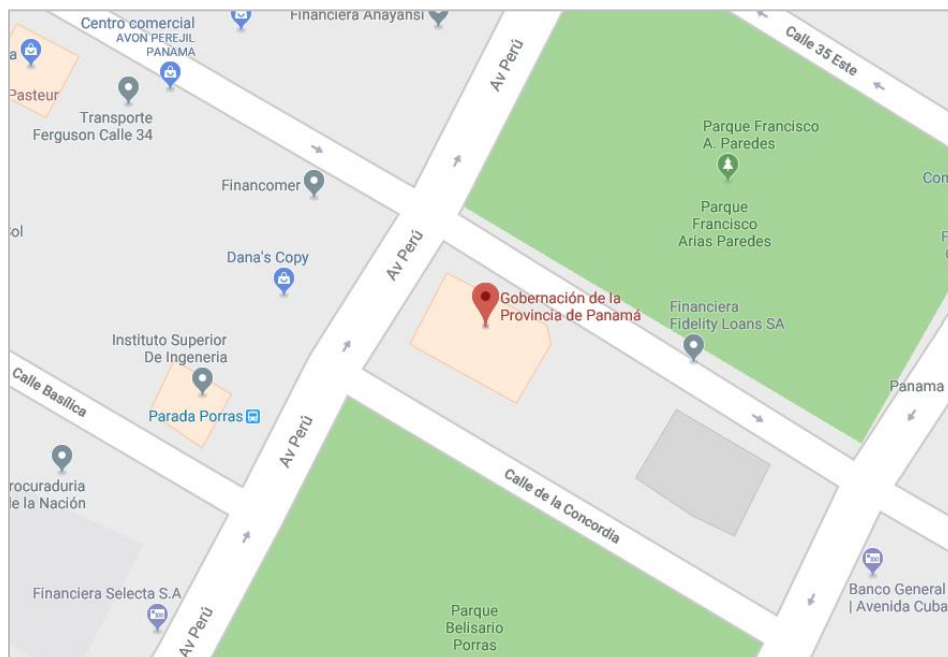 Financiera Anayansi
Centro comercial
AVON PEREJIL
PANAMA
Pasteur
Transporte
Ferguson Calle 34
Av Perú
Calle 35 Este
Parque Francisco
A. Paredes
Parque
Francisco
Arias Paredes
Financomer
Av Perú
Dana's Copy
Gobernación de la
Provincia de Panamá
Financiera
Fidelity Loans SA
Instituto Superior
De Ingeneria
Calle Basílica
Parada Porras
Panama
Av Perú
rocuraduria
de la Nación
Calle de la Concordia
Financiera Selecta S.A
Banco General
| Avenida Cuba
Parque
Belisario
Porras
Av Perú